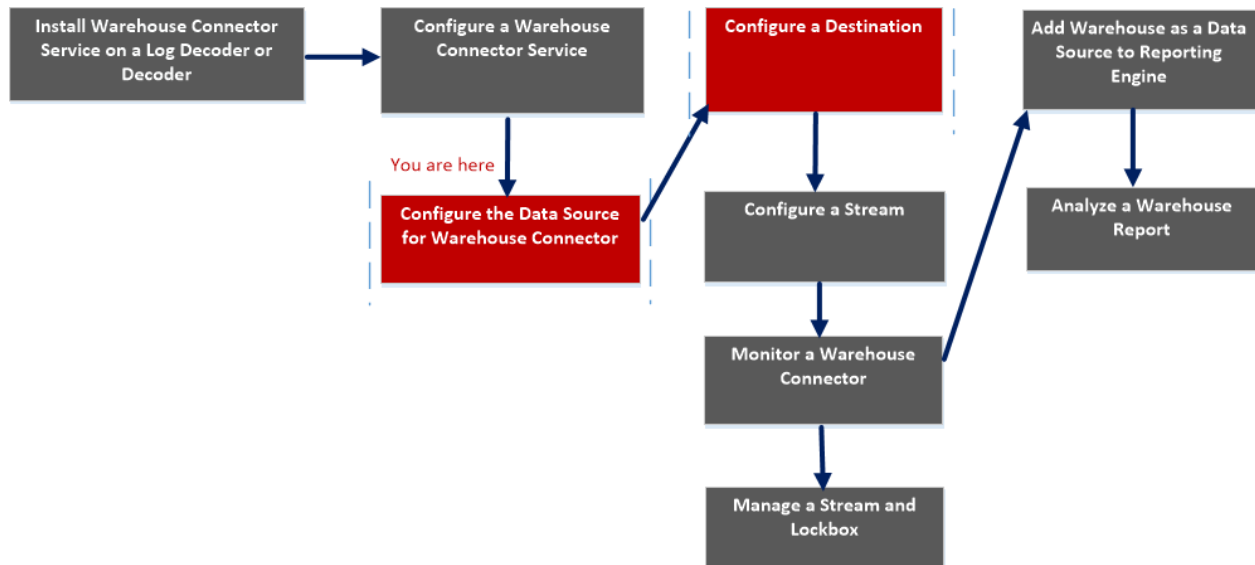 Install Warehouse Connector
Service on a Log Decoder or
Decoder
Configure a Warehouse
Connector Service
You are here
Configure the Data Source
for Warehouse Connector
Configure a Destination
Configure a Stream
Monitor a Warehouse
Connector
Manage a Stream and
Lockbox
Add Warehouse as a Data
Source to Reporting
Engine
Analyze a Warehouse
Report